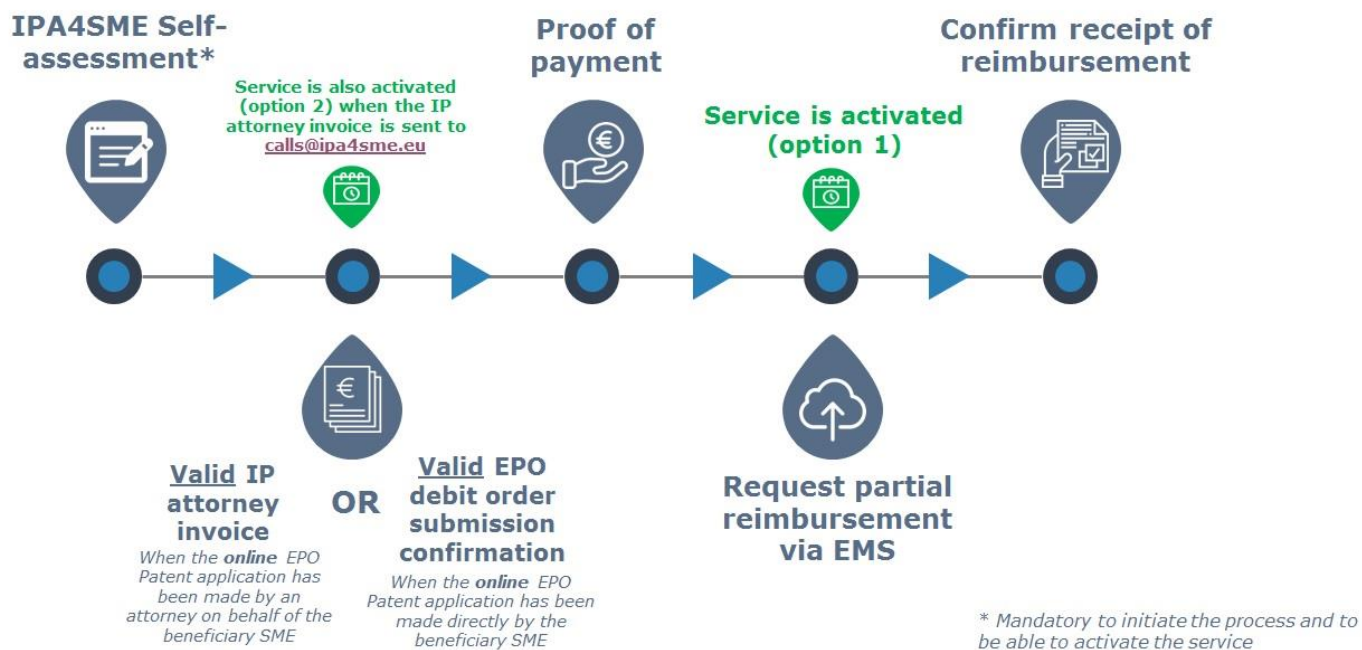 IPA4SME Self-
assessment*
Service is also activated
(option 2) when the IP
attorney invoice is sent to
calls@ipa4sme.eu
Proof of
payment
Service is activated
(option 1)
Confirm receipt of
reimbursement
Valid IP
attorney
invoice
When the online EPO
Patent application has
been made by an
attorney on behalf of the
beneficiary SME
OR
Valid EPO
debit order
submission
confirmation
When the online EPO
Patent application has been
made directly by the
beneficiary SME
Request partial
reimbursement
via EMS
* Mandatory to initiate the process and to
be able to activate the service